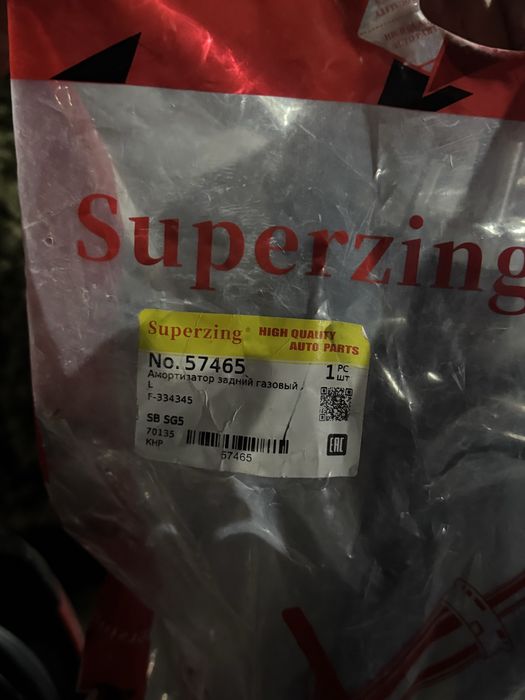 Superzing
Superzing® HIGH QUALITY
AUTO PARTS
No. 57465
1 PC
ШТ
Амортизатор задний газовый .
L
F-334345
SB SG5
70135
КНР
57465
EAC